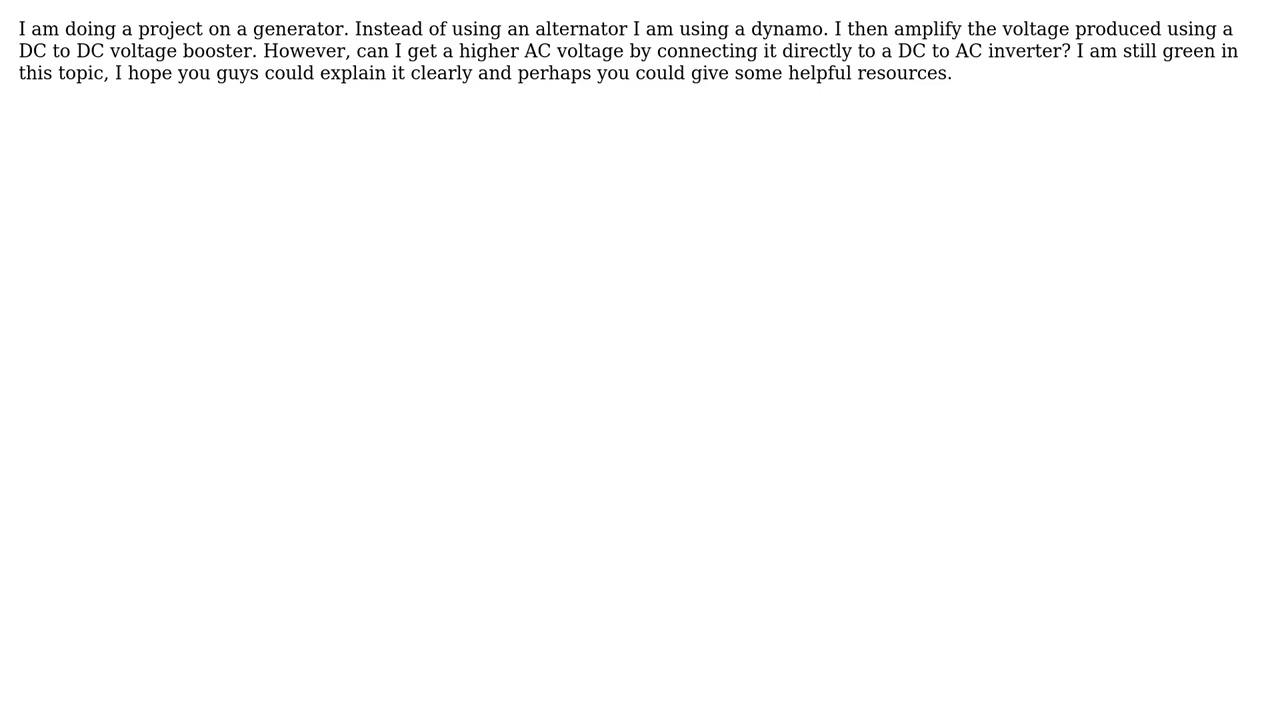 I am doing a project on a generator. Instead of using an alternator I am using a dynamo. I then amplify the voltage produced using a
DC to DC voltage booster. However, can I get a higher AC voltage by connecting it directly to a DC to AC inverter? I am still green in
this topic, I hope you guys could explain it clearly and perhaps you could give some helpful resources.